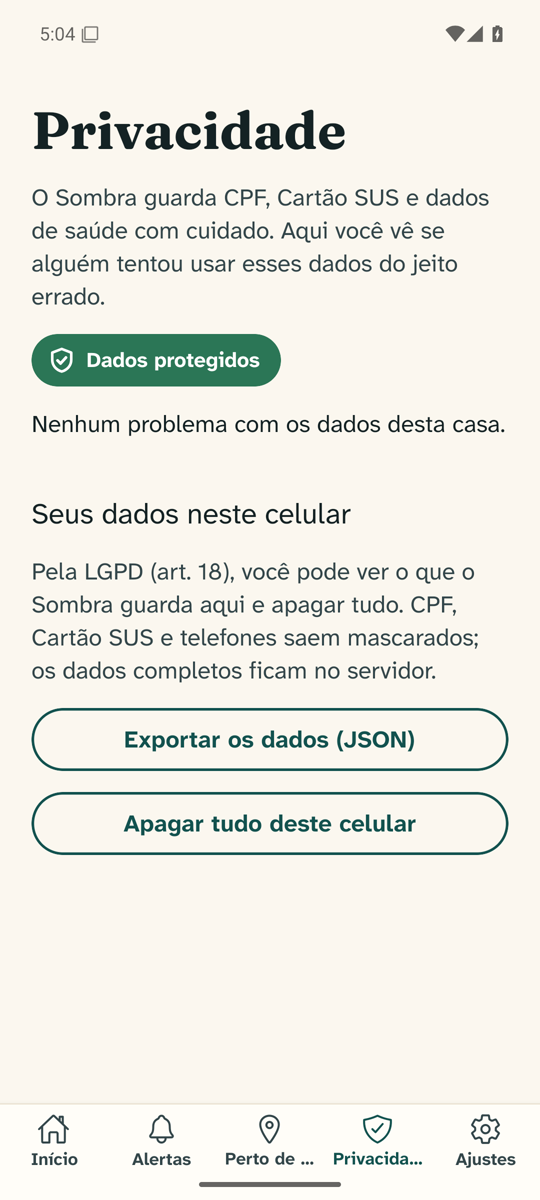 5:04
Privacidade
O Sombra guarda CPF, Cartão SUS e dados
de saúde com cuidado. Aqui você vê se
alguém tentou usar esses dados do jeito
errado.
Dados protegidos
Nenhum problema com os dados desta casa.
Seus dados neste celular
Pela LGPD (art. 18), você pode ver o que o
Sombra guarda aqui e apagar tudo. CPF,
Cartão SUS e telefones saem mascarados;
os dados completos ficam no servidor.
Exportar os dados (JSON)
Apagar tudo deste celular
Início
Alertas
Perto de ...
Privacida...
Ajustes